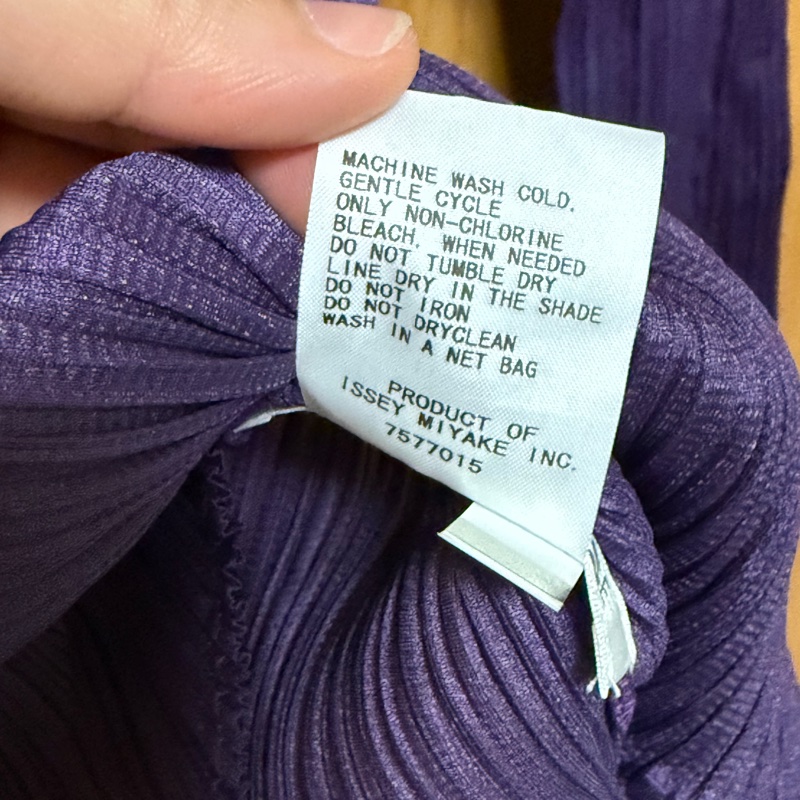 MACHINE WASH COLD.
GENTLE CYCLE
ONLY NON-CHLORINE
BLEACH, WHEN NEEDED
DO NOT TUMBLE DRY
LINE DRY IN THE SHADE
DO NOT IRON
DO NOT DRYCLEAN
WASH IN A NET BAG
PRODUCT OF
ISSEY MIYAKE INC.
7577015